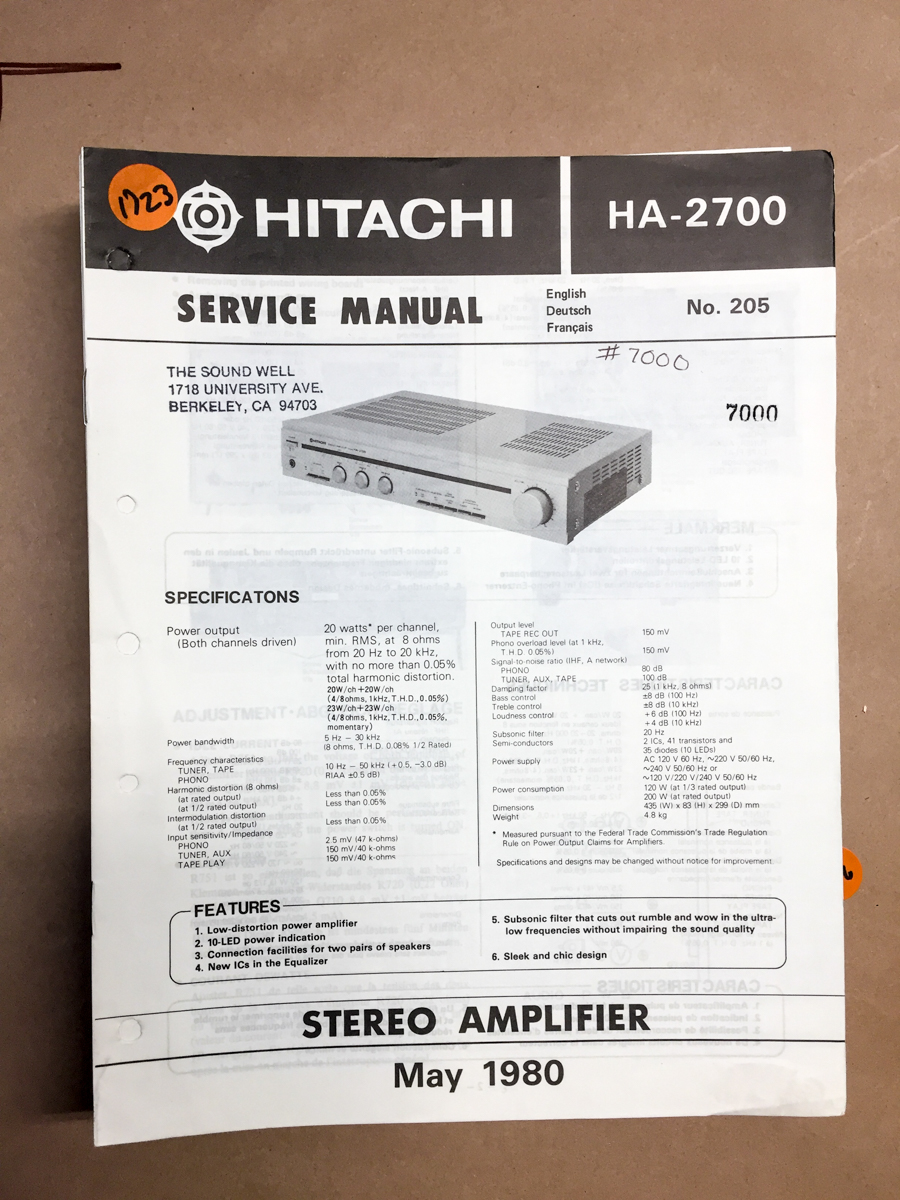 1723
HITACHI
HA-2700
SERVICE MANUAL
English
Deutsch
Français
No. 205
#7000
THE SOUND WELL
1718 UNIVERSITY AVE.
BERKELEY, CA 94703
7000
SPECIFICATONS
Power output
(Both channels driven)
20 watts* per channel,
min. RMS, at 8 ohms
from 20 Hz to 20 kHz,
with no more than 0.05%
total harmonic distortion.
20W/ch+20W/ch
(4/8ohms, 1kHz, T.H.D., 0.05%)
23W/ch+23W/ch
(4/8ohms, 1kHz, T.H.D., 0.05%,
momentary)
Power bandwidth
5 Hz – 30 kHz
(8 ohms, T.H.D. 0.08% 1/2 Rated)
Frequency characteristics
TUNER, TAPE 10 Hz – 50 kHz (+0.5, –3.0 dB)
PHONO RIAA ±0.5 dB)
Harmonic distortion (8 ohms)
(at rated output) Less than 0.05%
(at 1/2 rated output) Less than 0.05%
Intermodulation distortion
(at 1/2 rated output) Less than 0.05%
Input sensitivity/Impedance
PHONO 2.5 mV (47 k-ohms)
TUNER, AUX 150 mV/40 k-ohms
TAPE PLAY 150 mV/40 k-ohms
Output level
TAPE REC OUT 150 mV
Phono overload level (at 1 kHz,
T.H.D. 0.05%) 150 mV
Signal-to-noise ratio (IHF, A network)
PHONO 80 dB
TUNER, AUX, TAPE 100 dB
Damping factor 25 (1 kHz, 8 ohms)
Bass control ±8 dB (100 Hz)
Treble control ±8 dB (10 kHz)
Loudness control +6 dB (100 Hz)
+4 dB (10 kHz)
Subsonic filter 20 Hz
Semi-conductors 2 ICs, 41 transistors and
35 diodes (10 LEDs)
Power supply AC 120 V 60 Hz, ~220 V 50/60 Hz,
~240 V 50/60 Hz or
~120 V/220 V/240 V 50/60 Hz
Power consumption 120 W (at 1/3 rated output)
200 W (at rated output)
Dimensions 435 (W) x 83 (H) x 299 (D) mm
Weight 4.8 kg
* Measured pursuant to the Federal Trade Commission's Trade Regulation
Rule on Power Output Claims for Amplifiers.
Specifications and designs may be changed without notice for improvement.
FEATURES
1. Low-distortion power amplifier
2. 10-LED power indication
3. Connection facilities for two pairs of speakers
4. New ICs in the Equalizer
5. Subsonic filter that cuts out rumble and wow in the ultra-
low frequencies without impairing the sound quality
6. Sleek and chic design
STEREO AMPLIFIER
May 1980